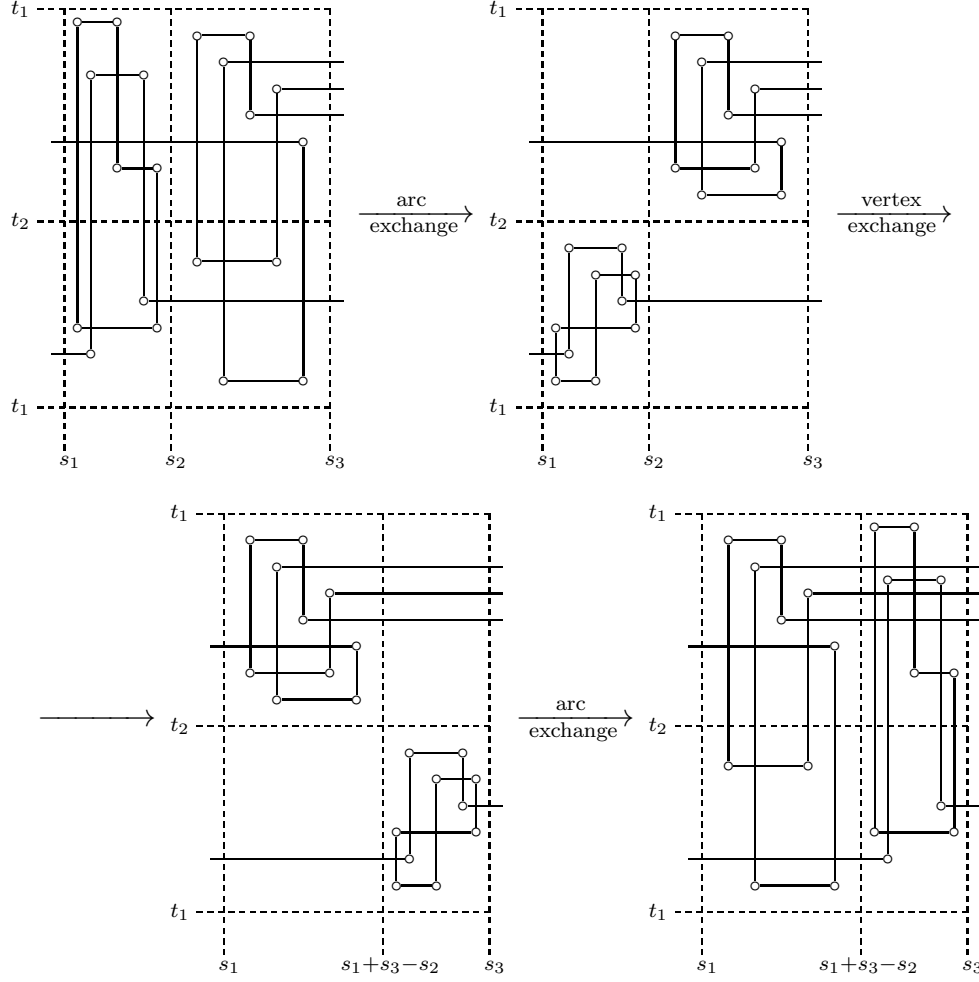 t₁ t₁
t₂ arc exchange t₂ vertex exchange
t₁ t₁
s₁ s₂ s₃ s₁ s₂ s₃
t₁ t₁
t₂ arc exchange t₂
t₁ t₁
s₁ s₁+s₃−s₂ s₃ s₁ s₁+s₃−s₂ s₃